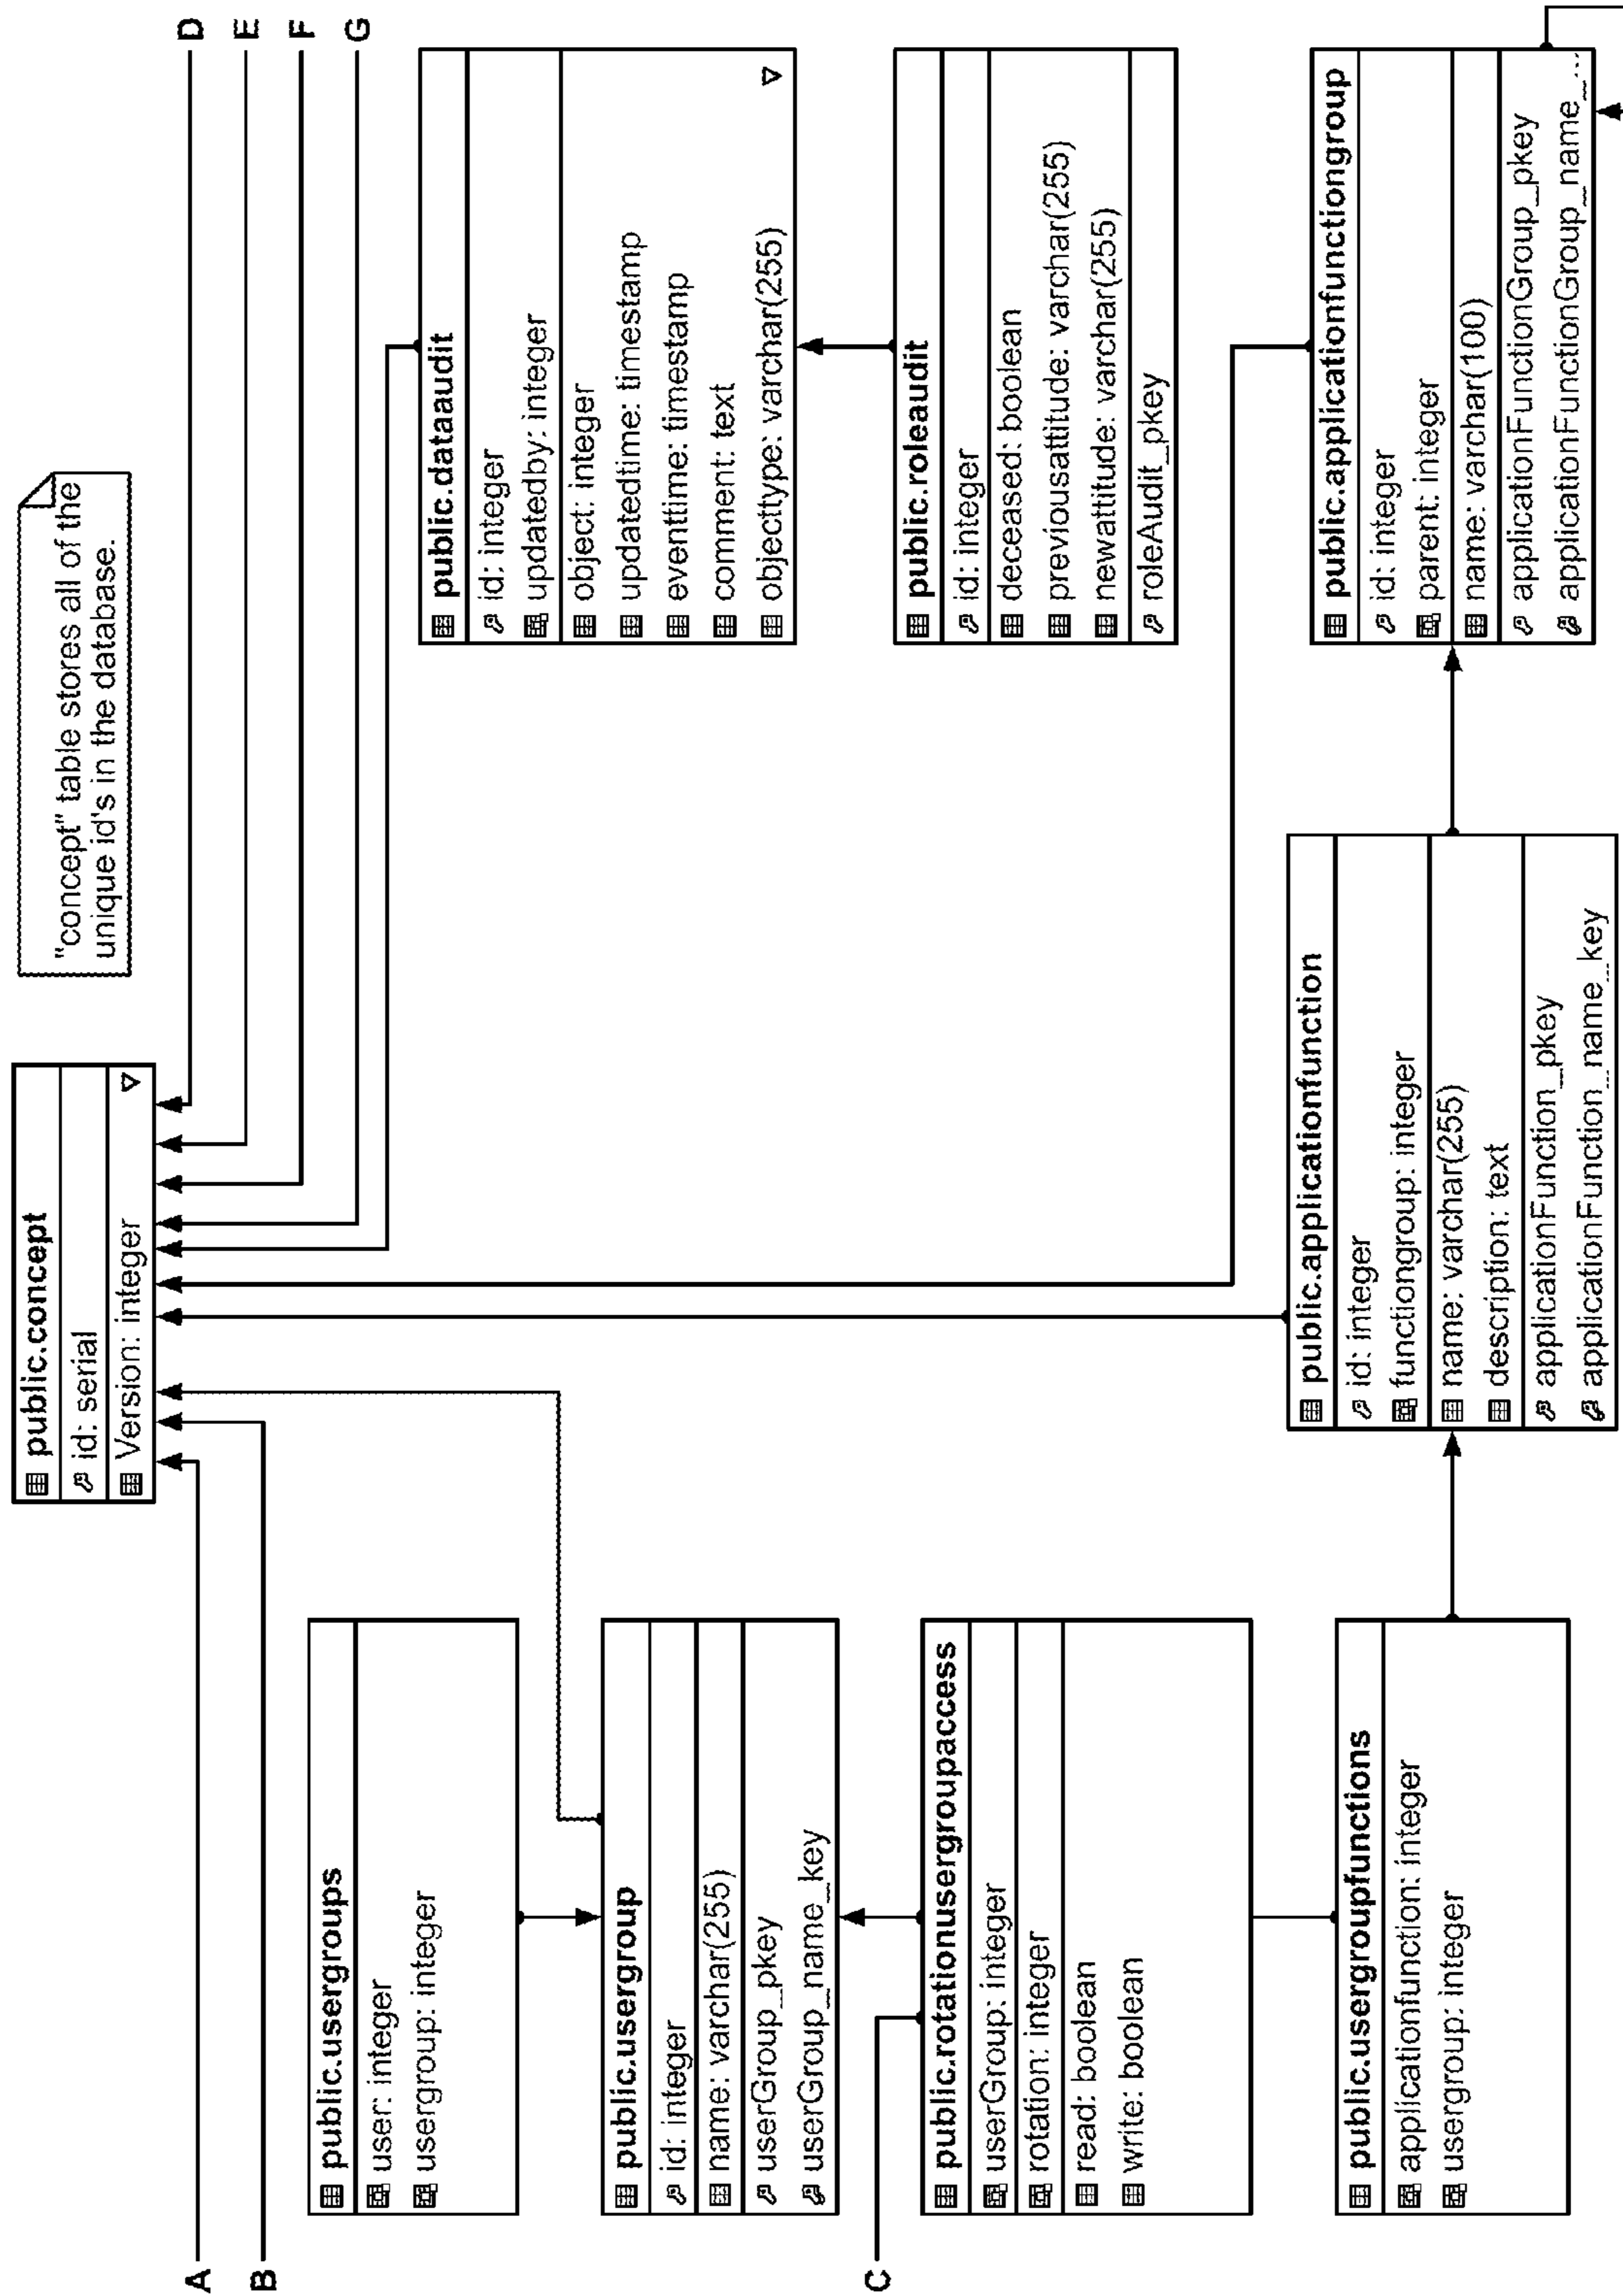 "concept" table stores all of the
unique id's in the database.
public.concept
id: serial
Version: integer
A
B
C
D
E
F
G
public.usergroups
user: integer
usergroup: integer
public.usergroup
id: integer
name: varchar(255)
userGroup_pkey
userGroup_name_key
public.rotationusergroupaccess
userGroup: integer
rotation: integer
read: boolean
write: boolean
public.usergroupfunctions
applicationfunction: integer
usergroup: integer
public.applicationfunction
id: integer
functiongroup: integer
name: varchar(255)
description: text
applicationFunction_pkey
applicationFunction_name_key
public.dataaudit
id: integer
updatedby: integer
object: integer
updatedtime: timestamp
eventtime: timestamp
comment: text
objecttype: varchar(255)
public.roleaudit
id: integer
deceased: boolean
previousattitude: varchar(255)
newattitude: varchar(255)
roleAudit_pkey
public.applicationfunctiongroup
id: integer
parent: integer
name: varchar(100)
applicationFunctionGroup_pkey
applicationFunctionGroup_name_...